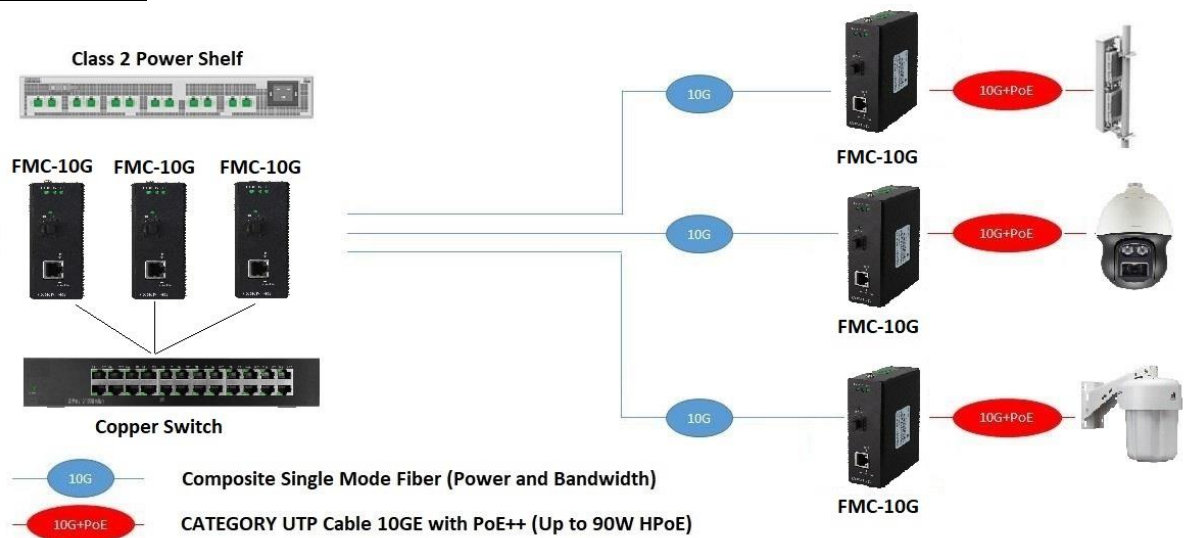 Class 2 Power Shelf
FMC-10G FMC-10G FMC-10G
Copper Switch
10G
10G+PoE
FMC-10G
10G
10G+PoE
FMC-10G
10G
10G+PoE
FMC-10G
10G Composite Single Mode Fiber (Power and Bandwidth)
10G+PoE CATEGORY UTP Cable 10GE with PoE++ (Up to 90W HPoE)